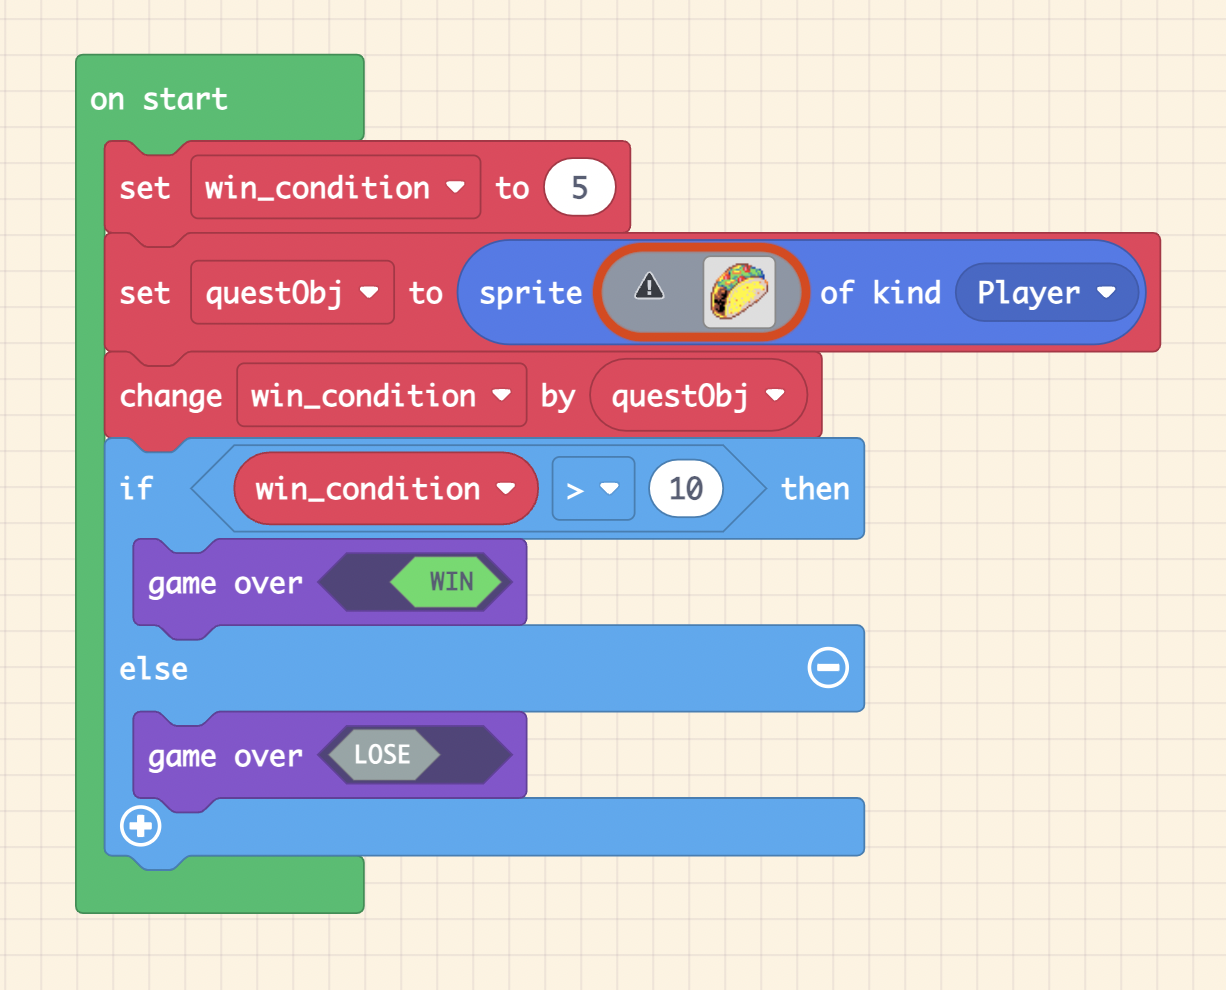 on start
set win_condition to 5
set questObj to sprite of kind Player
change win_condition by questObj
if win_condition > 10 then
game over WIN
else
game over LOSE